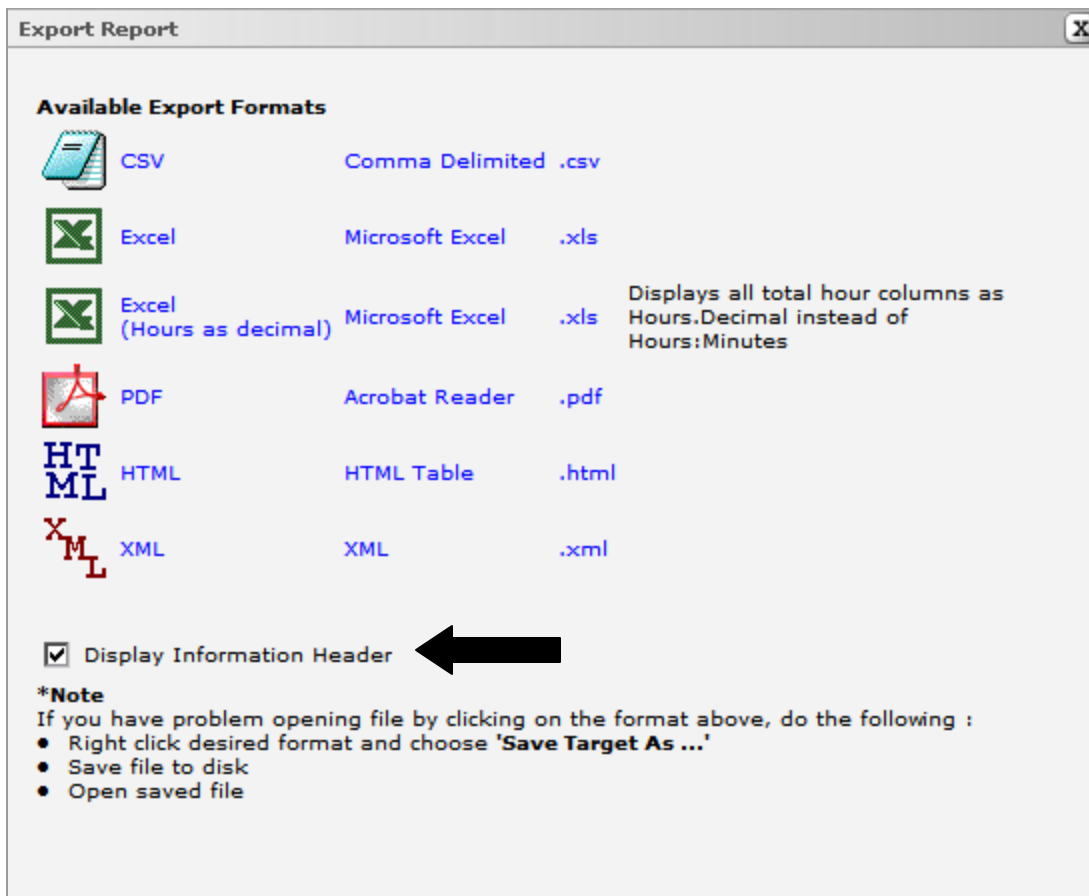 Export Report X
Available Export Formats
CSV Comma Delimited .csv
Excel Microsoft Excel .xls
Excel
(Hours as decimal) Microsoft Excel .xls
Displays all total hour columns as
Hours.Decimal instead of
Hours:Minutes
PDF Acrobat Reader .pdf
HT
ML
HTML HTML Table .html
XML
XML XML .xml
Display Information Header
*Note
If you have problem opening file by clicking on the format above, do the following :
• Right click desired format and choose 'Save Target As ...'
• Save file to disk
• Open saved file